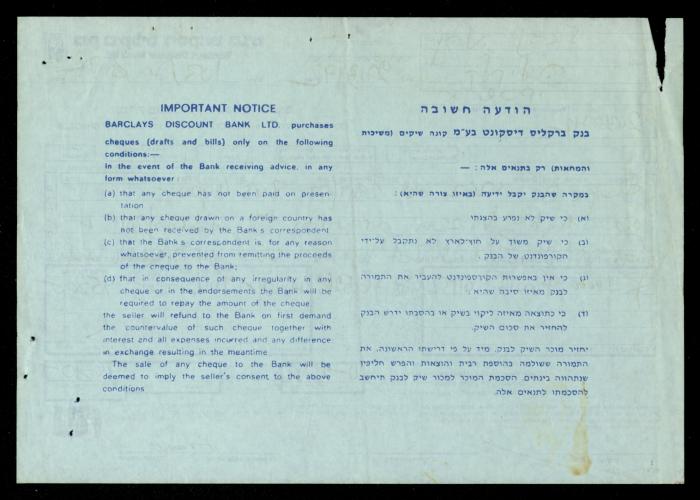 IMPORTANT NOTICE
BARCLAYS DISCOUNT BANK LTD. purchases
cheques (drafts and bills) only on the following
conditions:—
In the event of the Bank receiving advice, in any
form whatsoever:
(a) that any cheque has not been paid on presen-
tation
(b) that any cheque drawn on a foreign country has
not been received by the Bank's correspondent
(c) that the Bank's correspondent is, for any reason
whatsoever, prevented from remitting the proceeds
of the cheque to the Bank;
(d) that in consequence of any irregularity in any
cheque or in the endorsements the Bank will be
required to repay the amount of the cheque,
the seller will refund to the Bank on first demand
the countervalue of such cheque together with
interest and all expenses incurred and any difference
in exchange resulting in the meantime
The sale of any cheque to the Bank will be
deemed to imply the seller's consent to the above
conditions
הודעה חשובה
בנק ברקליס דיסקונט בע"מ קונה שיקים (משיכות
והמחאות) רק בתנאים אלה: —
במקרה שהבנק יקבל ידיעה (באיזו צורה שהיא):
(א) כי שיק לא נפרע בהצגתו
(ב) כי שיק משוך על חוץ־לארץ לא נתקבל על־ידי
הקורספונדנט של הבנק;
(ג) כי אין באפשרות הקורספונדנט להעביר את התמורה
לבנק מאיזו סיבה שהיא;
(ד) כי כתוצאה מאיזה ליקוי בשיק או בהסבתו ידרש הבנק
להחזיר את סכום השיק.
יחזיר מוכר השיק לבנק, מיד על פי דרישתו הראשונה, את
התמורה ששולמה בהוספת רבית והוצאות והפרש חליפין
שנתהווה בינתים. הסכמת המוכר למכור שיק לבנק תיחשב
להסכמתו לתנאים אלה.